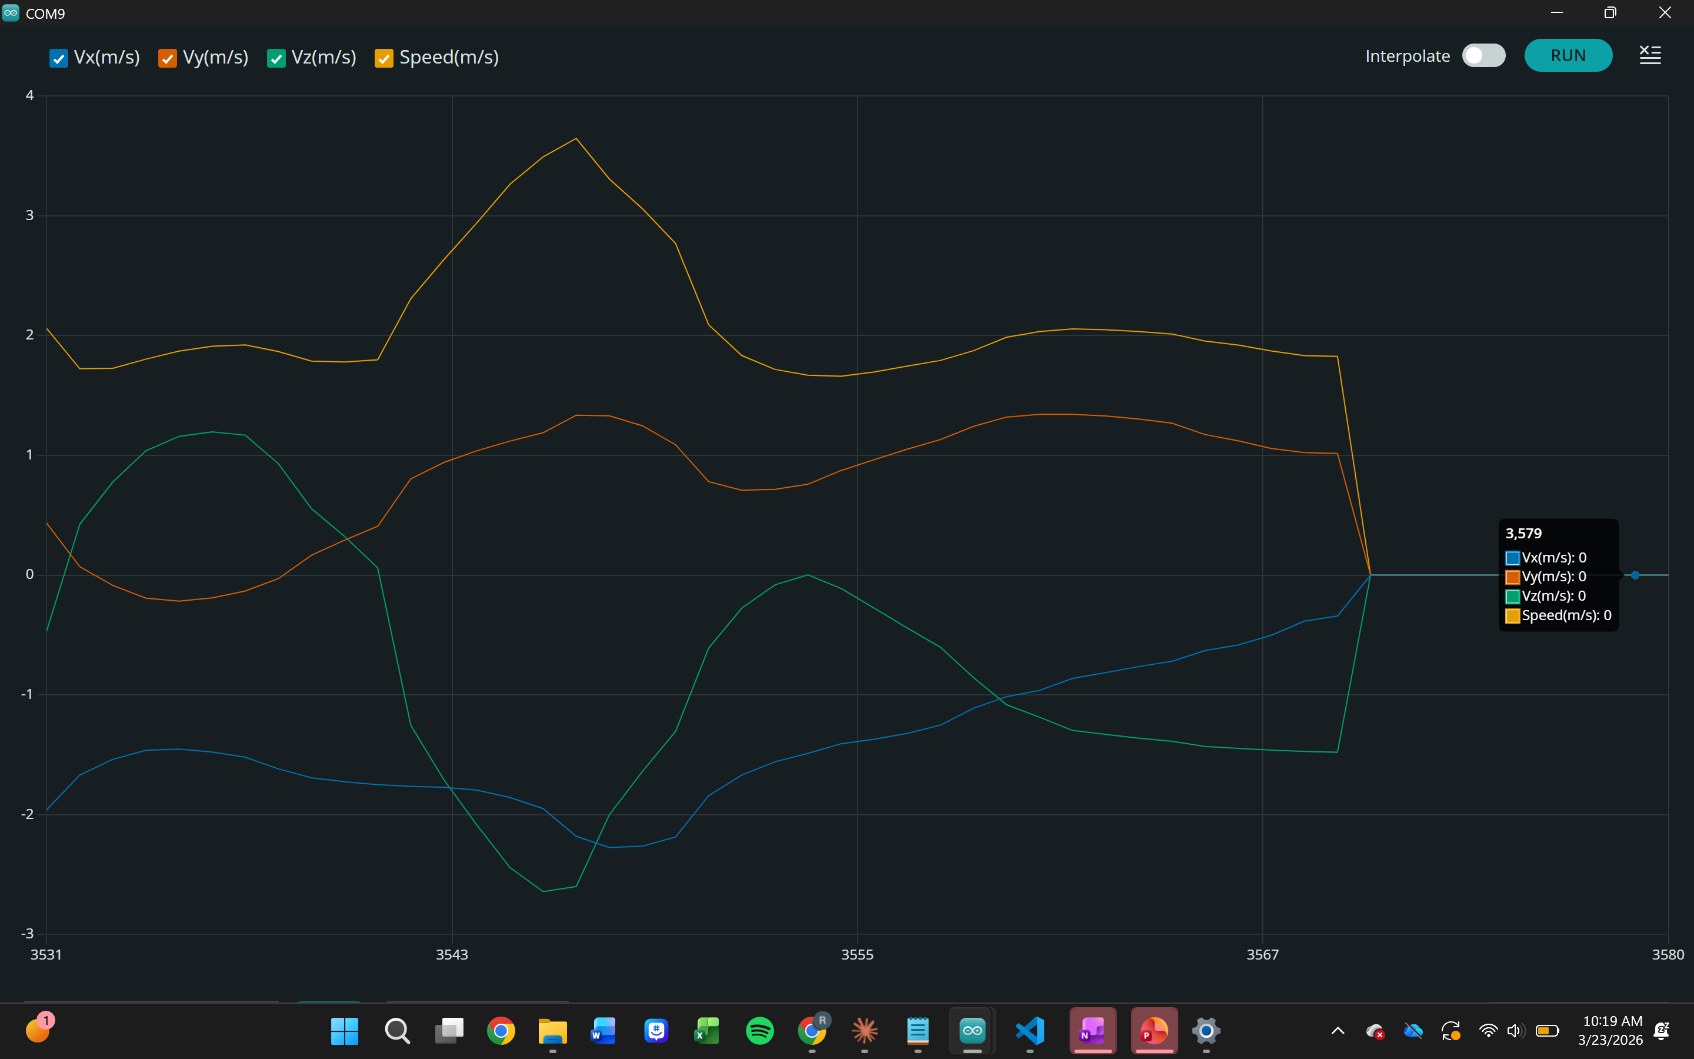 COM9
Vx(m/s) Vy(m/s) Vz(m/s) Speed(m/s)
Interpolate RUN
4
3
2
1
0
-1
-2
-3
3531 3543 3555 3567 3580
3,579
Vx(m/s): 0
Vy(m/s): 0
Vz(m/s): 0
Speed(m/s): 0
1
W
X
R
N
P
10:19 AM
3/23/2026